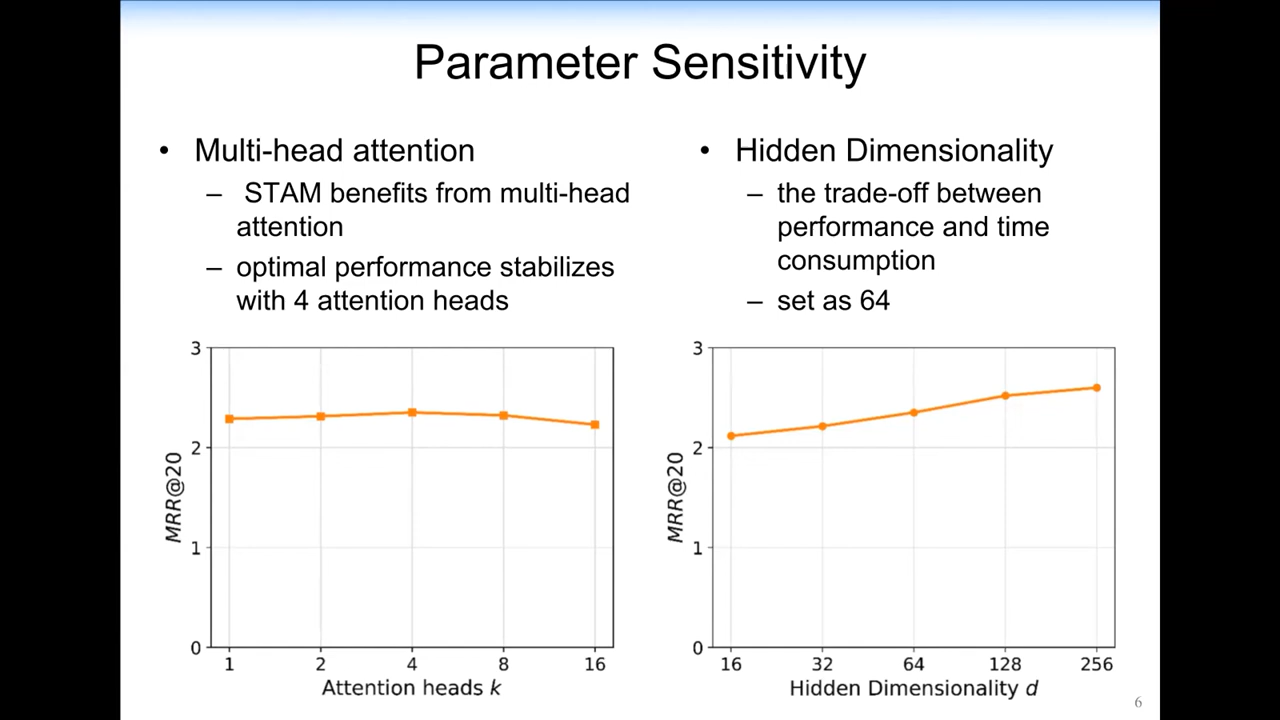 Parameter Sensitivity
• Multi-head attention
– STAM benefits from multi-head
attention
– optimal performance stabilizes
with 4 attention heads
• Hidden Dimensionality
– the trade-off between
performance and time
consumption
– set as 64
3
2
1
0
MRR@20
1 2 4 8 16
Attention heads k
3
2
1
0
MRR@20
16 32 64 128 256
Hidden Dimensionality d
6